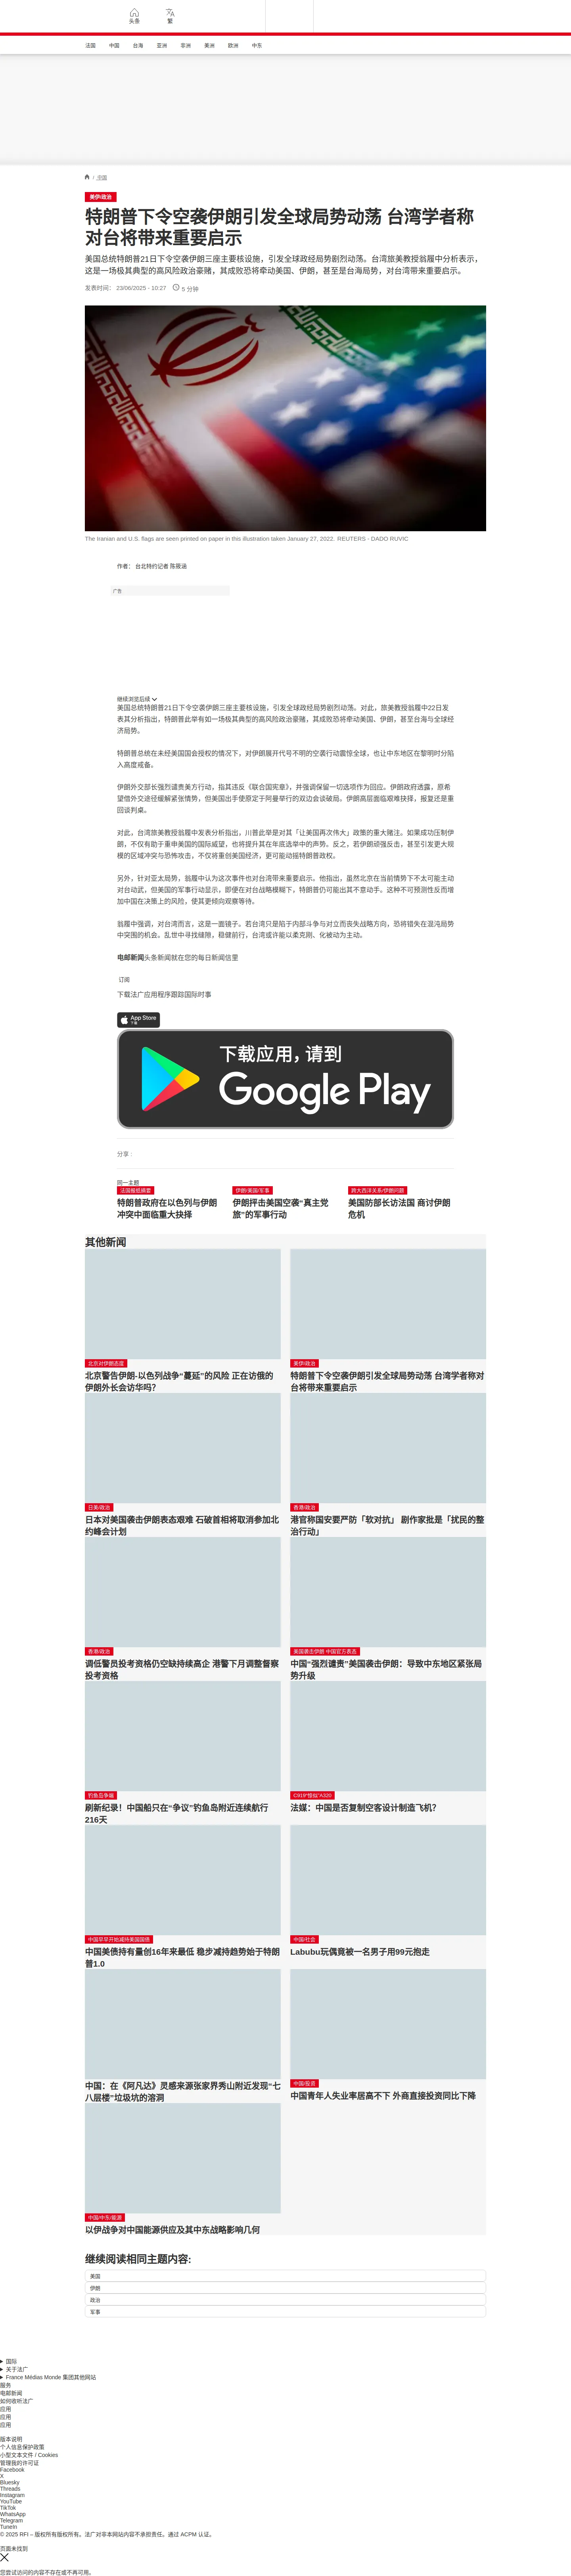 头条
繁
法国
中国
台海
亚洲
非洲
美洲
欧洲
中东
/ 中国
美伊/政治
特朗普下令空袭伊朗引发全球局势动荡 台湾学者称
对台将带来重要启示
美国总统特朗普21日下令空袭伊朗三座主要核设施，引发全球政经局势剧烈动荡。台湾旅美教授翁履中分析表示，
这是一场极其典型的高风险政治豪赌，其成败恐将牵动美国、伊朗，甚至是台海局势，对台湾带来重要启示。
发表时间： 23/06/2025 - 10:27 5 分钟
The Iranian and U.S. flags are seen printed on paper in this illustration taken January 27, 2022. REUTERS - DADO RUVIC
作者： 台北特约记者 陈筱涵
广告
继续浏览后续
美国总统特朗普21日下令空袭伊朗三座主要核设施，引发全球政经局势剧烈动荡。对此，旅美教授翁履中22日发
表其分析指出，特朗普此举有如一场极其典型的高风险政治豪赌，其成败恐将牵动美国、伊朗，甚至台海与全球经
济局势。
特朗普总统在未经美国国会授权的情况下，对伊朗展开代号不明的空袭行动震惊全球，也让中东地区在黎明时分陷
入高度戒备。
伊朗外交部长强烈谴责美方行动，指其违反《联合国宪章》，并强调保留一切选项作为回应。伊朗政府透露，原希
望借外交途径缓解紧张情势，但美国出手使原定于阿曼举行的双边会谈破局。伊朗高层面临艰难抉择，报复还是重
回谈判桌。
对此，台湾旅美教授翁履中发表分析指出，川普此举是对其「让美国再次伟大」政策的重大赌注。如果成功压制伊
朗，不仅有助于重申美国的国际威望，也将提升其在年底选举中的声势。反之，若伊朗顽强反击，甚至引发更大规
模的区域冲突与恐怖攻击，不仅将重创美国经济，更可能动摇特朗普政权。
另外，针对亚太局势，翁履中认为这次事件也对台湾带来重要启示。他指出，虽然北京在当前情势下不太可能主动
对台动武，但美国的军事行动显示，即便在对台战略模糊下，特朗普仍可能出其不意动手。这种不可预测性反而增
加中国在决策上的风险，使其更倾向观察等待。
翁履中强调，对台湾而言，这是一面镜子。若台湾只是陷于内部斗争与对立而丧失战略方向，恐将错失在混沌局势
中突围的机会。乱世中寻找缝隙，稳健前行，台湾或许能以柔克刚、化被动为主动。
电邮新闻头条新闻就在您的每日新闻信里
订阅
下载法广应用程序跟踪国际时事
App Store
下载
下载应用，请到
Google Play
分享 :
同一主题
法国报纸摘要
特朗普政府在以色列与伊朗
冲突中面临重大抉择
伊朗/美国/军事
伊朗抨击美国空袭“真主党
旅”的军事行动
跨大西洋关系/伊朗问题
美国防部长访法国 商讨伊朗
危机
其他新闻
北京对伊朗态度
北京警告伊朗-以色列战争“蔓延”的风险 正在访俄的
伊朗外长会访华吗？
美伊/政治
特朗普下令空袭伊朗引发全球局势动荡 台湾学者称对
台将带来重要启示
日美/政治
日本对美国袭击伊朗表态艰难 石破首相将取消参加北
约峰会计划
香港/政治
港官称国安要严防「软对抗」 剧作家批是「扰民的整
治行动」
香港/政治
调低警员投考资格仍空缺持续高企 港警下月调整督察
投考资格
美国袭击伊朗 中国官方表态
中国“强烈谴责”美国袭击伊朗：导致中东地区紧张局
势升级
钓鱼岛争端
刷新纪录！中国船只在“争议”钓鱼岛附近连续航行
216天
C919“惊似”A320
法媒：中国是否复制空客设计制造飞机？
中国早早开始减持美国国债
中国美债持有量创16年来最低 稳步减持趋势始于特朗
普1.0
中国/社会
Labubu玩偶竟被一名男子用99元抱走
中国：在《阿凡达》灵感来源张家界秀山附近发现“七
八层楼”垃圾坑的溶洞
中国/投资
中国青年人失业率居高不下 外商直接投资同比下降
中国/中东/能源
以伊战争对中国能源供应及其中东战略影响几何
继续阅读相同主题内容:
美国
伊朗
政治
军事
国际
关于法广
France Médias Monde 集团其他网站
服务
电邮新闻
如何收听法广
应用
应用
应用
版本说明
个人信息保护政策
小型文本文件 / Cookies
管理我的许可证
Facebook
X
Bluesky
Threads
Instagram
YouTube
TikTok
WhatsApp
Telegram
TuneIn
© 2025 RFI – 版权所有版权所有。法广对非本网站内容不承担责任。通过 ACPM 认证。
页面未找到
您尝试访问的内容不存在或不再可用。